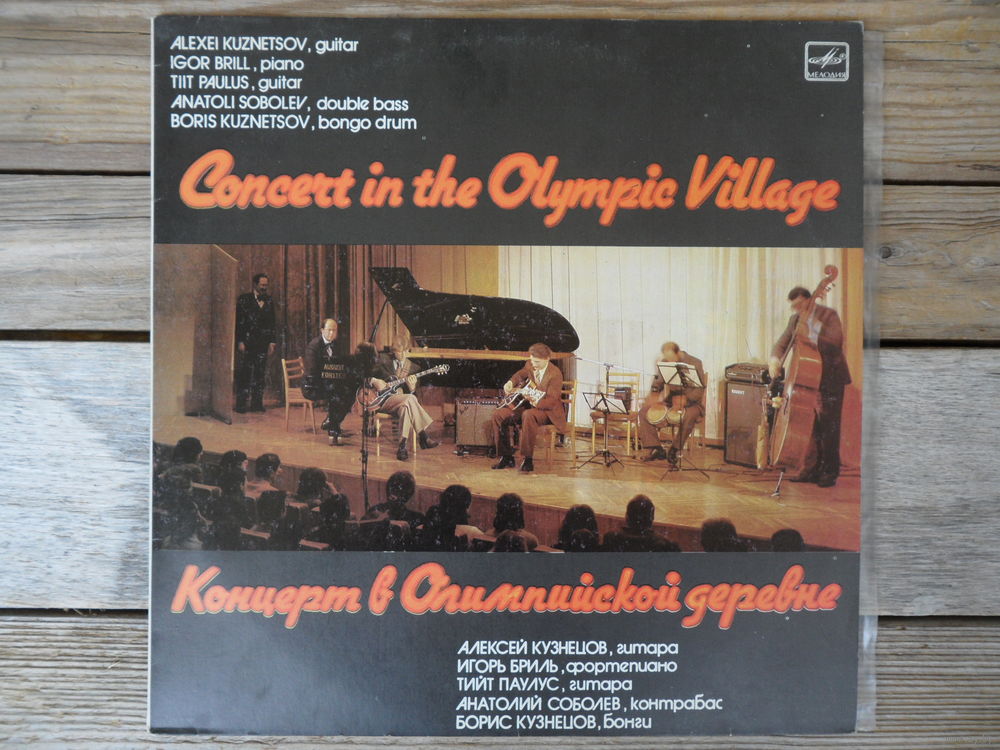 ALEXEI KUZNETSOV, guitar
IGOR BRILL, piano
TIIT PAULUS, guitar
ANATOLI SOBOLEV, double bass
BORIS KUZNETSOV, bongo drum
МЕЛОДИЯ
Concert in the Olympic Village
AUGUST
FÖRSTER
Концерт в Олимпийской деревне
АЛЕКСЕЙ КУЗНЕЦОВ, гитара
ИГОРЬ БРИЛЬ, фортепиано
ТИЙТ ПАУЛУС, гитара
АНАТОЛИЙ СОБОЛЕВ, контрабас
БОРИС КУЗНЕЦОВ, бонги